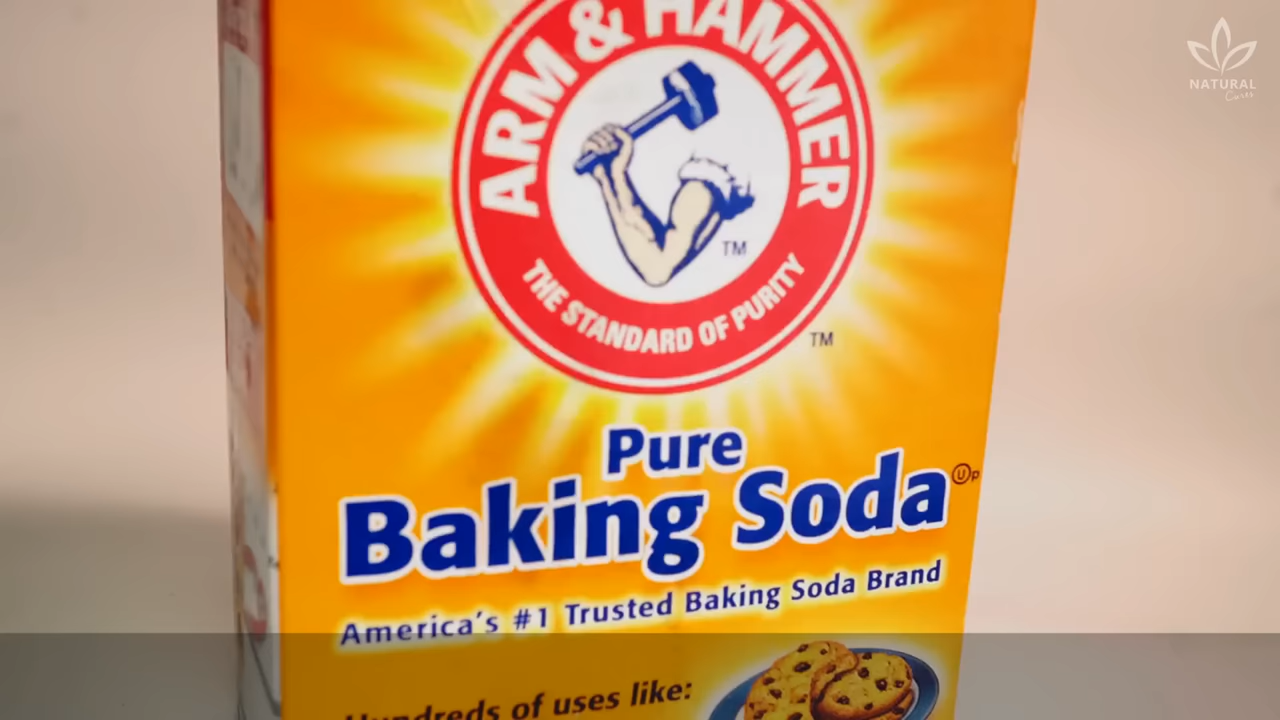 ARM & HAMMER
THE STANDARD OF PURITY
TM
TM
Pure
Baking Soda
America's #1 Trusted Baking Soda Brand
Hundreds of uses like:
NATURAL
Cures